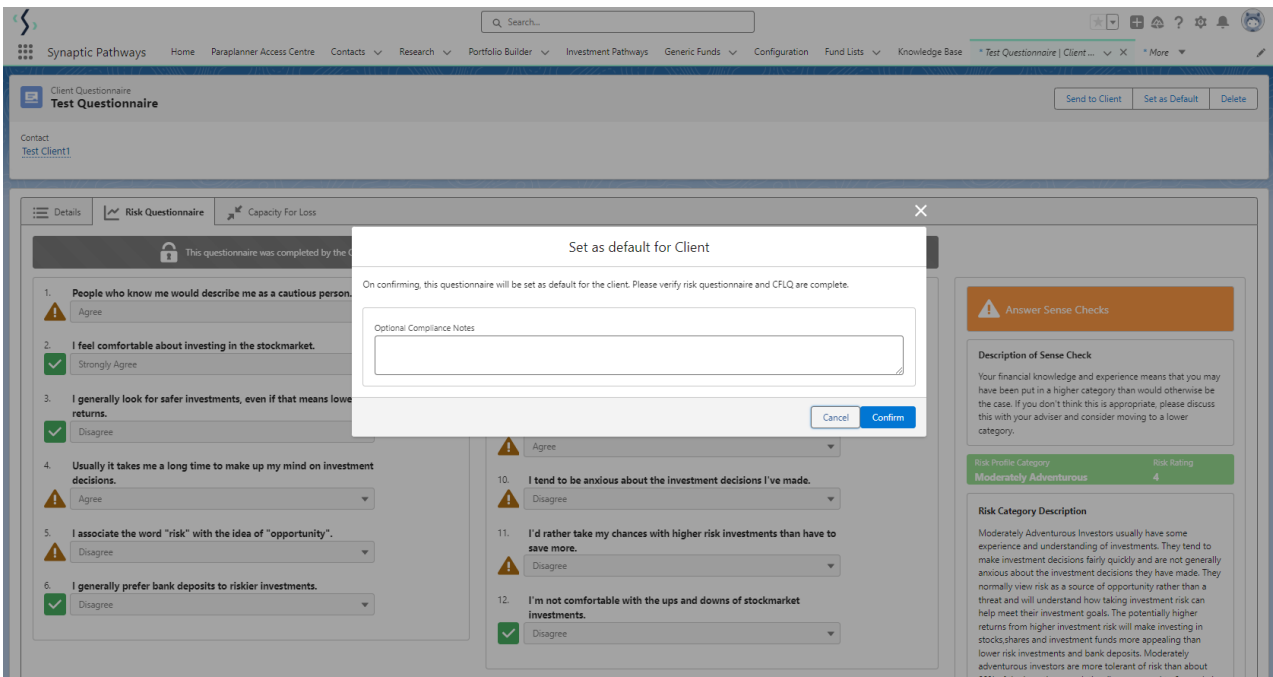 Search...
Synaptic Pathways Home Paraplanner Access Centre Contacts Research Portfolio Builder Investment Pathways Generic Funds Configuration Fund Lists Knowledge Base * Test Questionnaire | Client ... * More
Client Questionnaire
Test Questionnaire
Send to Client Set as Default Delete
Contact
Test Client1
Details Risk Questionnaire Capacity For Loss
This questionnaire was completed by the
Set as default for Client
On confirming, this questionnaire will be set as default for the client. Please verify risk questionnaire and CFLQ are complete.
Optional Compliance Notes
Cancel Confirm
1. People who know me would describe me as a cautious person.
Agree
2. I feel comfortable about investing in the stockmarket.
Strongly Agree
3. I generally look for safer investments, even if that means
returns.
Disagree
4. Usually it takes me a long time to make up my mind on investment
decisions.
Agree
5. I associate the word "risk" with the idea of "opportunity".
Disagree
6. I generally prefer bank deposits to riskier investments.
Disagree
Agree
10. I tend to be anxious about the investment decisions I've made.
Disagree
11. I'd rather take my chances with higher risk investments than have to
save more.
Disagree
12. I'm not comfortable with the ups and downs of stockmarket
investments.
Disagree
Answer Sense Checks
Description of Sense Check
Your financial knowledge and experience means that you may
have been put in a higher category than would otherwise be
the case. If you don't think this is appropriate, please discuss
this with your adviser and consider moving to a lower
category.
Risk Profile Category Risk Rating
Moderately Adventurous 4
Risk Category Description
Moderately Adventurous Investors usually have some
experience and understanding of investments. They tend to
make investment decisions fairly quickly and are not generally
anxious about the investment decisions they have made. They
normally view risk as a source of opportunity rather than a
threat and will understand how taking investment risk can
help meet their investment goals. The potentially higher
returns from higher investment risk will make investing in
stocks,shares and investment funds more appealing than
lower risk investments and bank deposits. Moderately
adventurous investors are more tolerant of risk than about